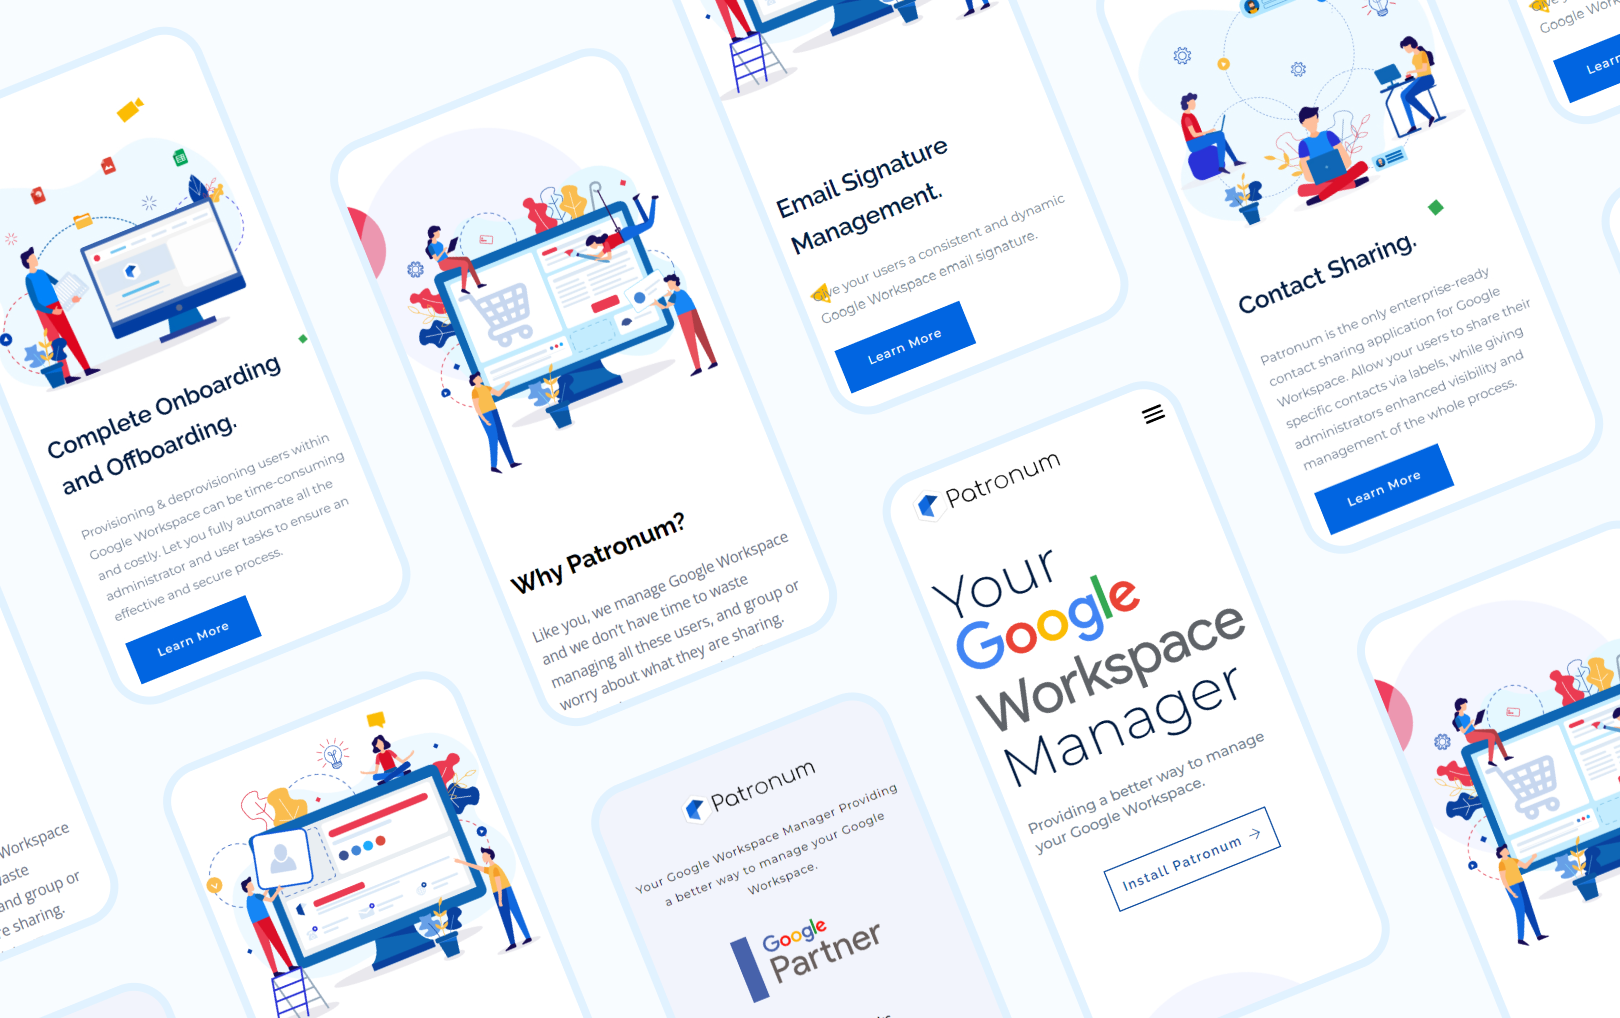 Complete Onboarding
and Offboarding.
Provisioning & deprovisioning users within
Google Workspace can be time-consuming
and costly. Let you fully automate all the
administrator and user tasks to ensure an
effective and secure process.
Learn More
Why Patronum?
Like you, we manage Google Workspace
and we don't have time to waste
managing all these users, and group or
worry about what they are sharing.
Email Signature
Management.
Give your users a consistent and dynamic
Google Workspace email signature.
Learn More
Contact Sharing.
Patronum is the only enterprise-ready
contact sharing application for Google
Workspace. Allow your users to share their
specific contacts via labels, while giving
administrators enhanced visibility and
management of the whole process.
Learn More
Google Work
Learn
Workspace
waste
and group or
re sharing.
Patronum
Your Google Workspace Manager Providing
a better way to manage your Google
Workspace.
Google
Partner
Patronum
Your
Google
Workspace
Manager
Providing a better way to manage
your Google Workspace.
Install Patronum →